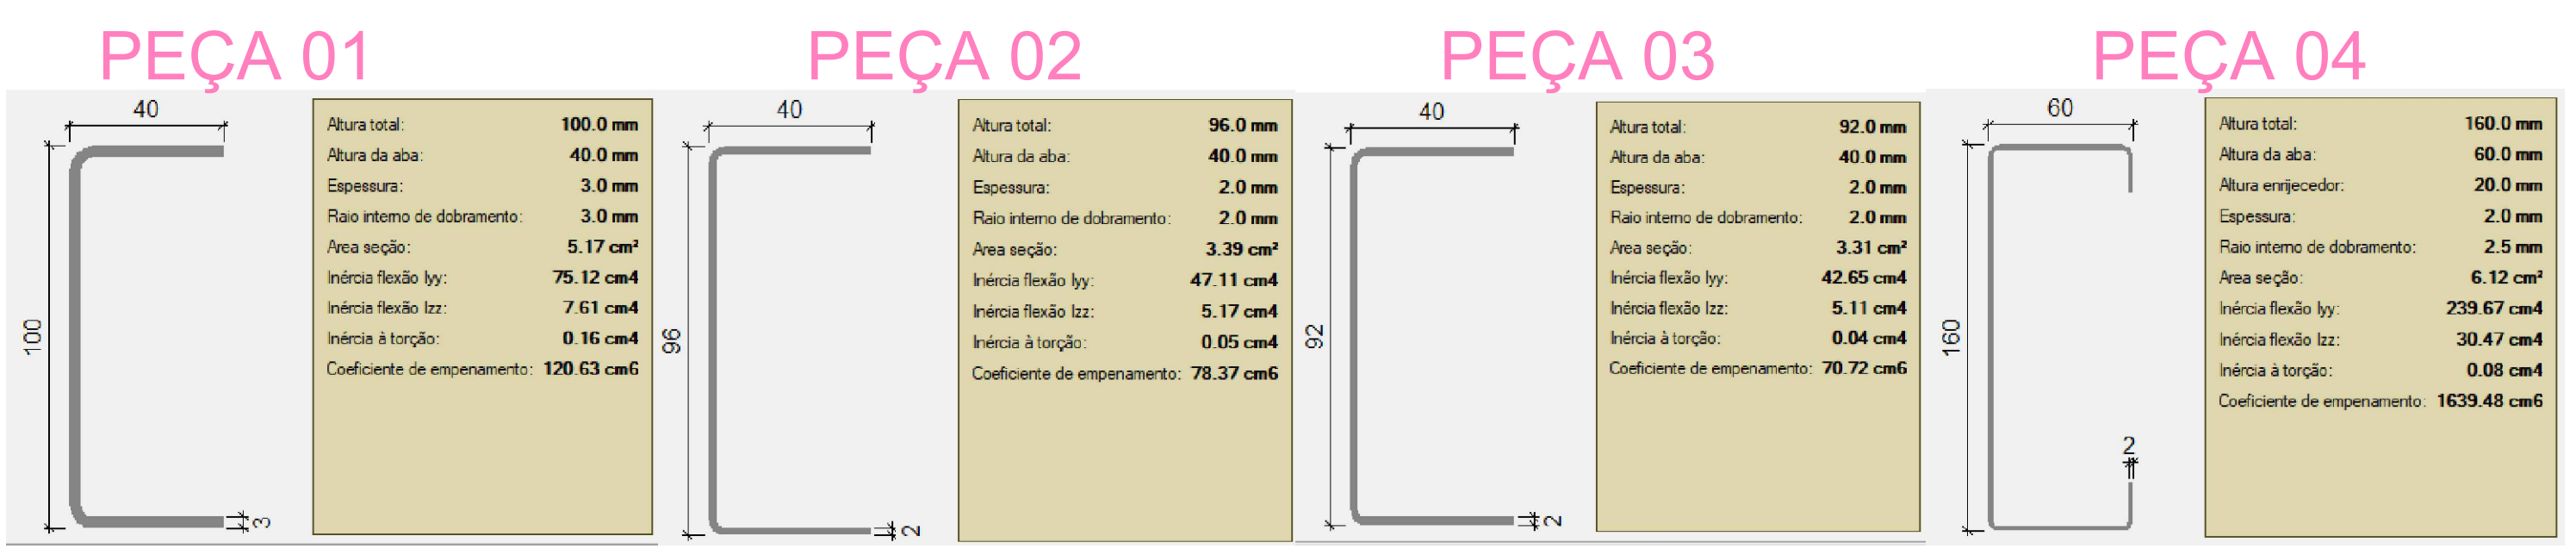 PEÇA 01
40
100
3
Altura total: 100.0 mm
Altura da aba: 40.0 mm
Espessura: 3.0 mm
Raio interno de dobramento: 3.0 mm
Area seção: 5.17 cm²
Inércia flexão Iyy: 75.12 cm4
Inércia flexão Izz: 7.61 cm4
Inércia à torção: 0.16 cm4
Coeficiente de empenamento: 120.63 cm6
PEÇA 02
40
96
2
Altura total: 96.0 mm
Altura da aba: 40.0 mm
Espessura: 2.0 mm
Raio interno de dobramento: 2.0 mm
Area seção: 3.39 cm²
Inércia flexão Iyy: 47.11 cm4
Inércia flexão Izz: 5.17 cm4
Inércia à torção: 0.05 cm4
Coeficiente de empenamento: 78.37 cm6
PEÇA 03
40
92
2
Altura total: 92.0 mm
Altura da aba: 40.0 mm
Espessura: 2.0 mm
Raio interno de dobramento: 2.0 mm
Area seção: 3.31 cm²
Inércia flexão Iyy: 42.65 cm4
Inércia flexão Izz: 5.11 cm4
Inércia à torção: 0.04 cm4
Coeficiente de empenamento: 70.72 cm6
PEÇA 04
60
160
2
Altura total: 160.0 mm
Altura da aba: 60.0 mm
Altura enrijecedor: 20.0 mm
Espessura: 2.0 mm
Raio interno de dobramento: 2.5 mm
Area seção: 6.12 cm²
Inércia flexão Iyy: 239.67 cm4
Inércia flexão Izz: 30.47 cm4
Inércia à torção: 0.08 cm4
Coeficiente de empenamento: 1639.48 cm6